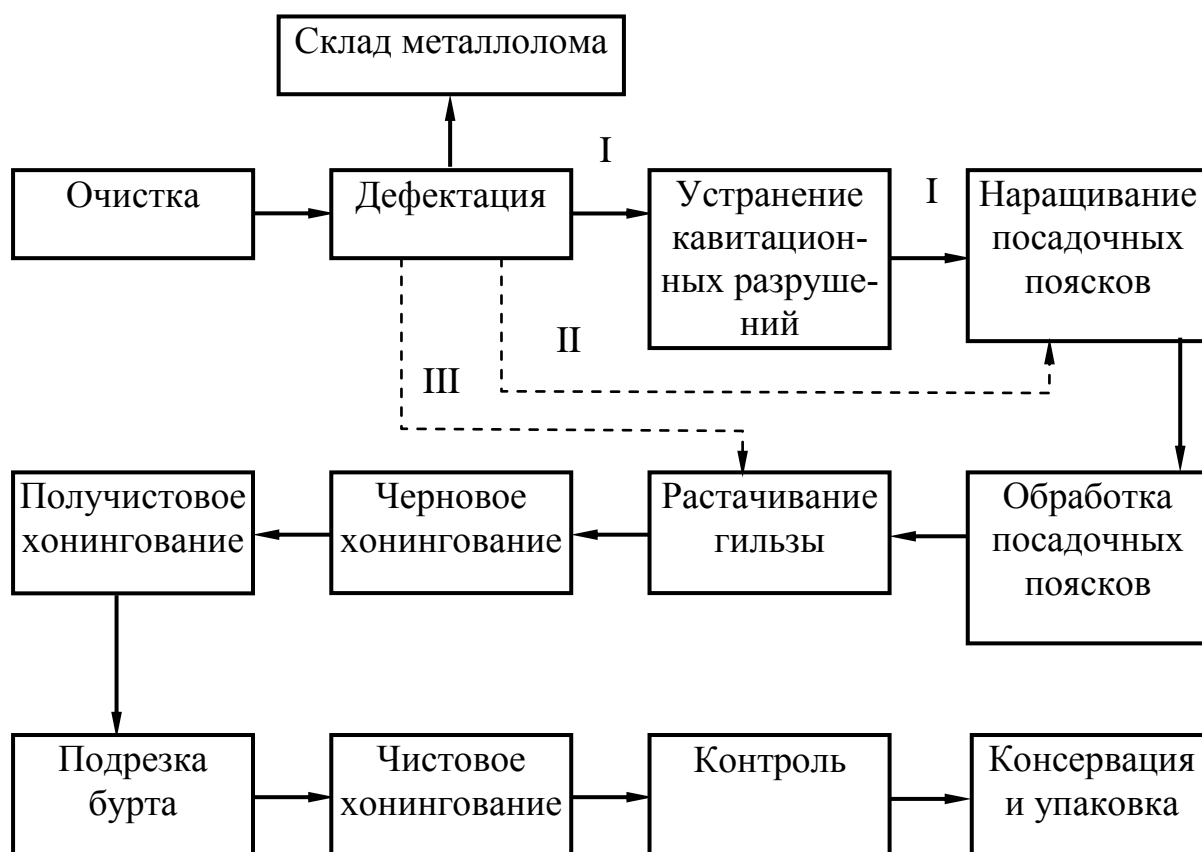 Склад металлолома
I
I
Очистка
Дефектация
Устранение
кавитацион-
ных разруше-
ний
Наращивание
посадочных
поясков
II
III
Получистовое
хонингование
Черновое
хонингование
Растачивание
гильзы
Обработка
посадочных
поясков
Подрезка
бурта
Чистовое
хонингование
Контроль
Консервация
и упаковка